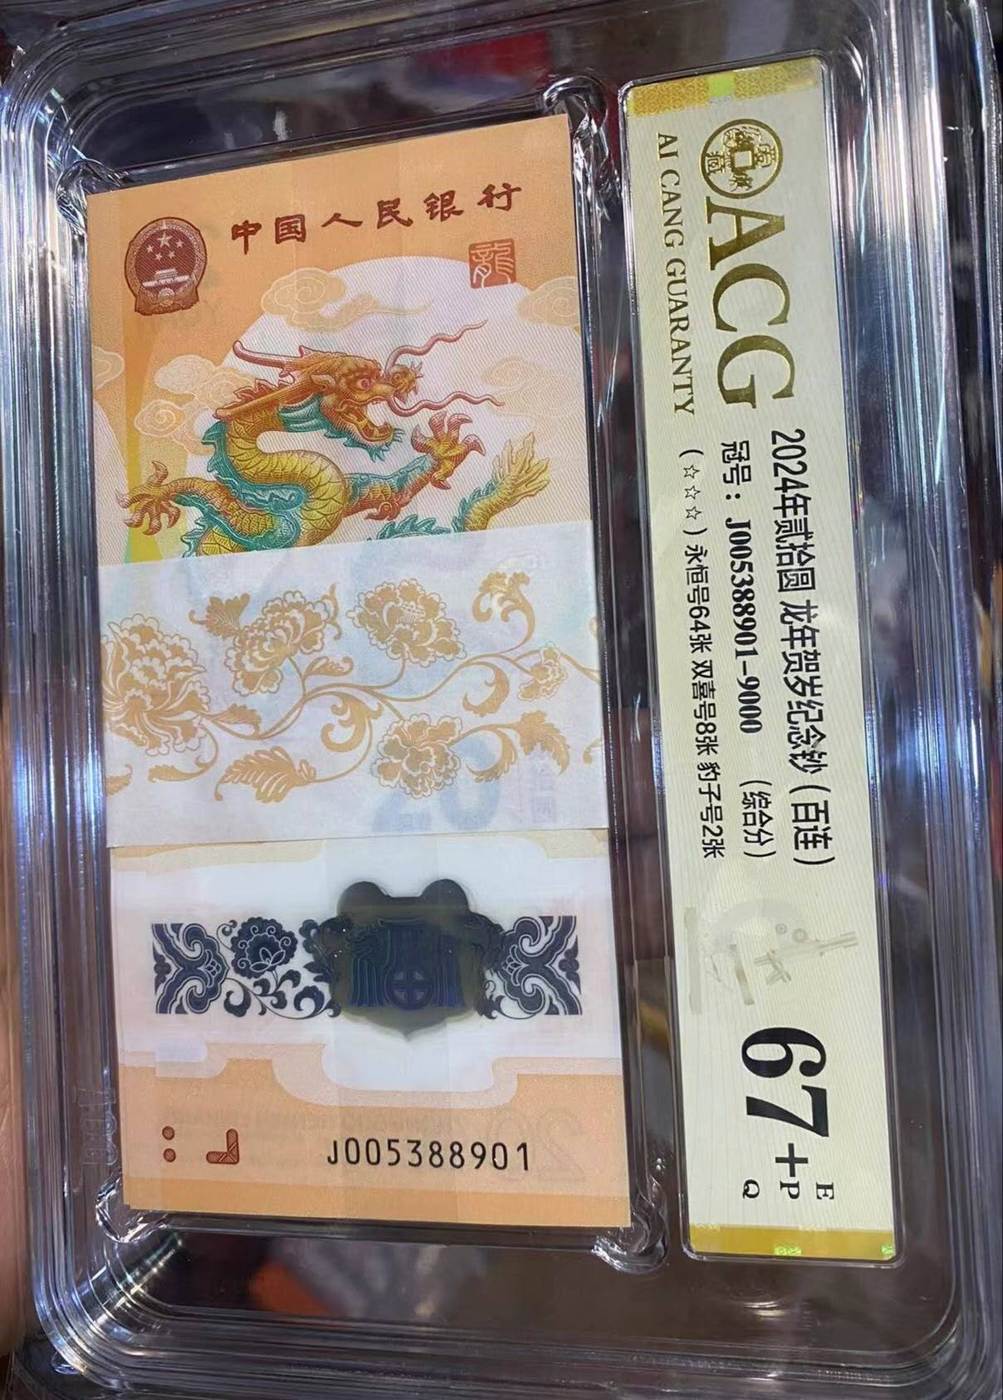 中国人民银行
龍
J005388901
ACG
AI CANG GUARANTY
2024年贰拾圆 龙年贺岁纪念钞（百连）
冠号：J005388901-9000 （综合分）
（☆☆☆）永恒号64张 双喜号8张 豹子号2张
67+
E
P
Q